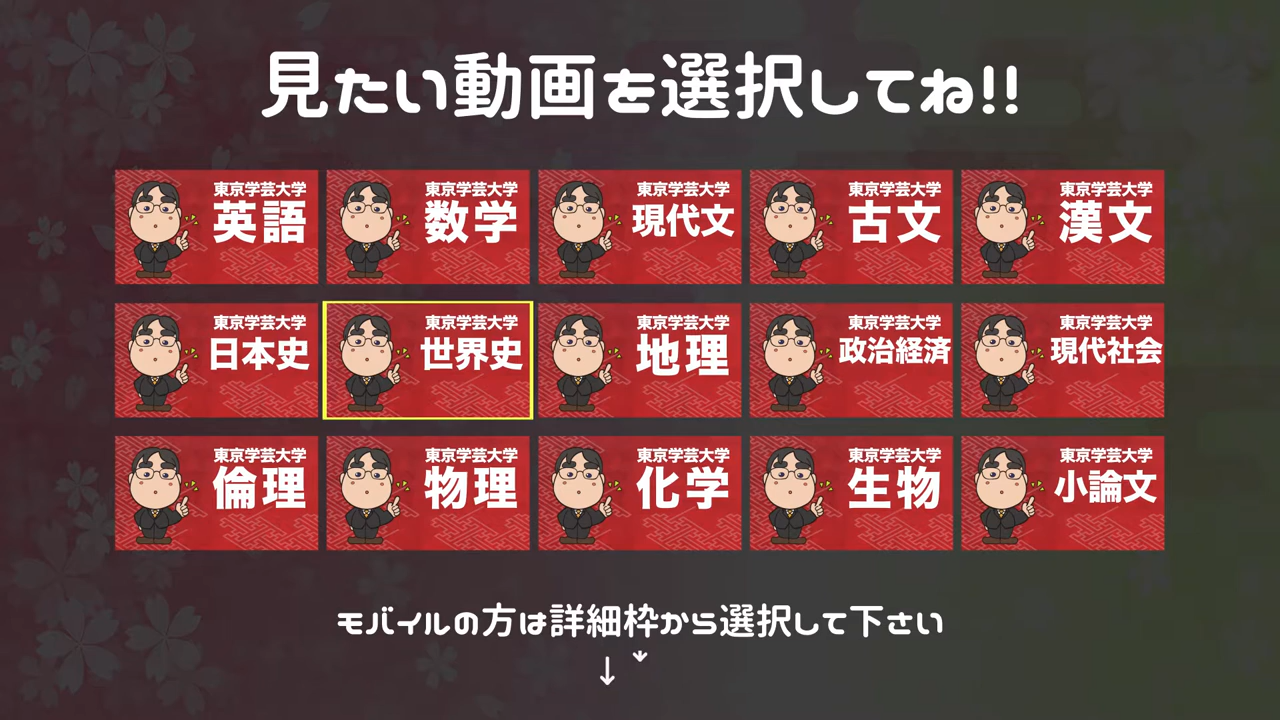 見たい動画を選択してね!!
東京学芸大学
英語
東京学芸大学
数学
東京学芸大学
現代文
東京学芸大学
古文
東京学芸大学
漢文
東京学芸大学
日本史
東京学芸大学
世界史
東京学芸大学
地理
東京学芸大学
政治経済
東京学芸大学
現代社会
東京学芸大学
倫理
東京学芸大学
物理
東京学芸大学
化学
東京学芸大学
生物
東京学芸大学
小論文
モバイルの方は詳細枠から選択して下さい
↓